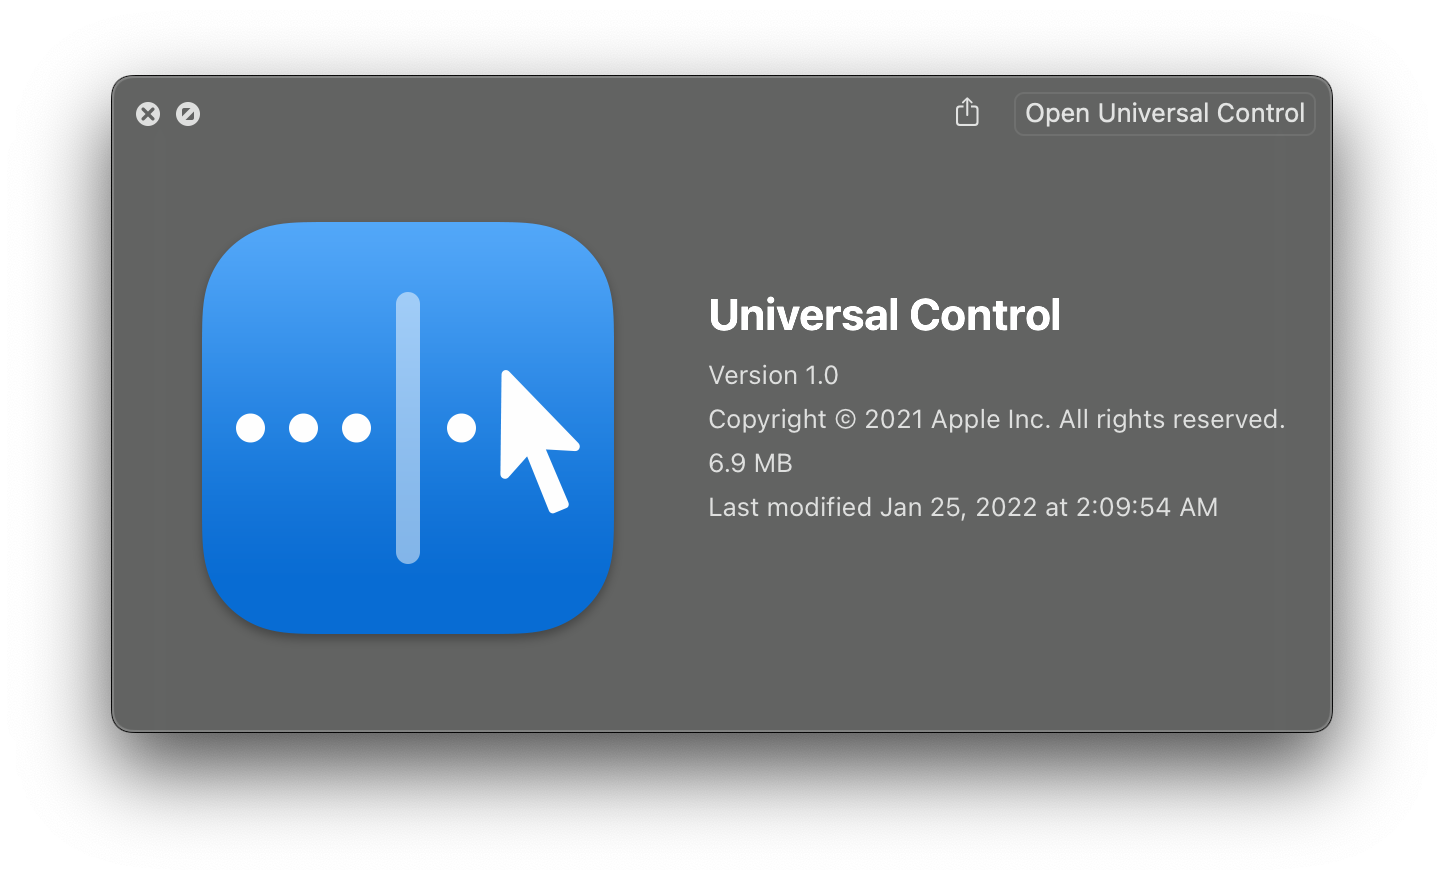 Open Universal Control
Universal Control
Version 1.0
Copyright © 2021 Apple Inc. All rights reserved.
6.9 MB
Last modified Jan 25, 2022 at 2:09:54 AM